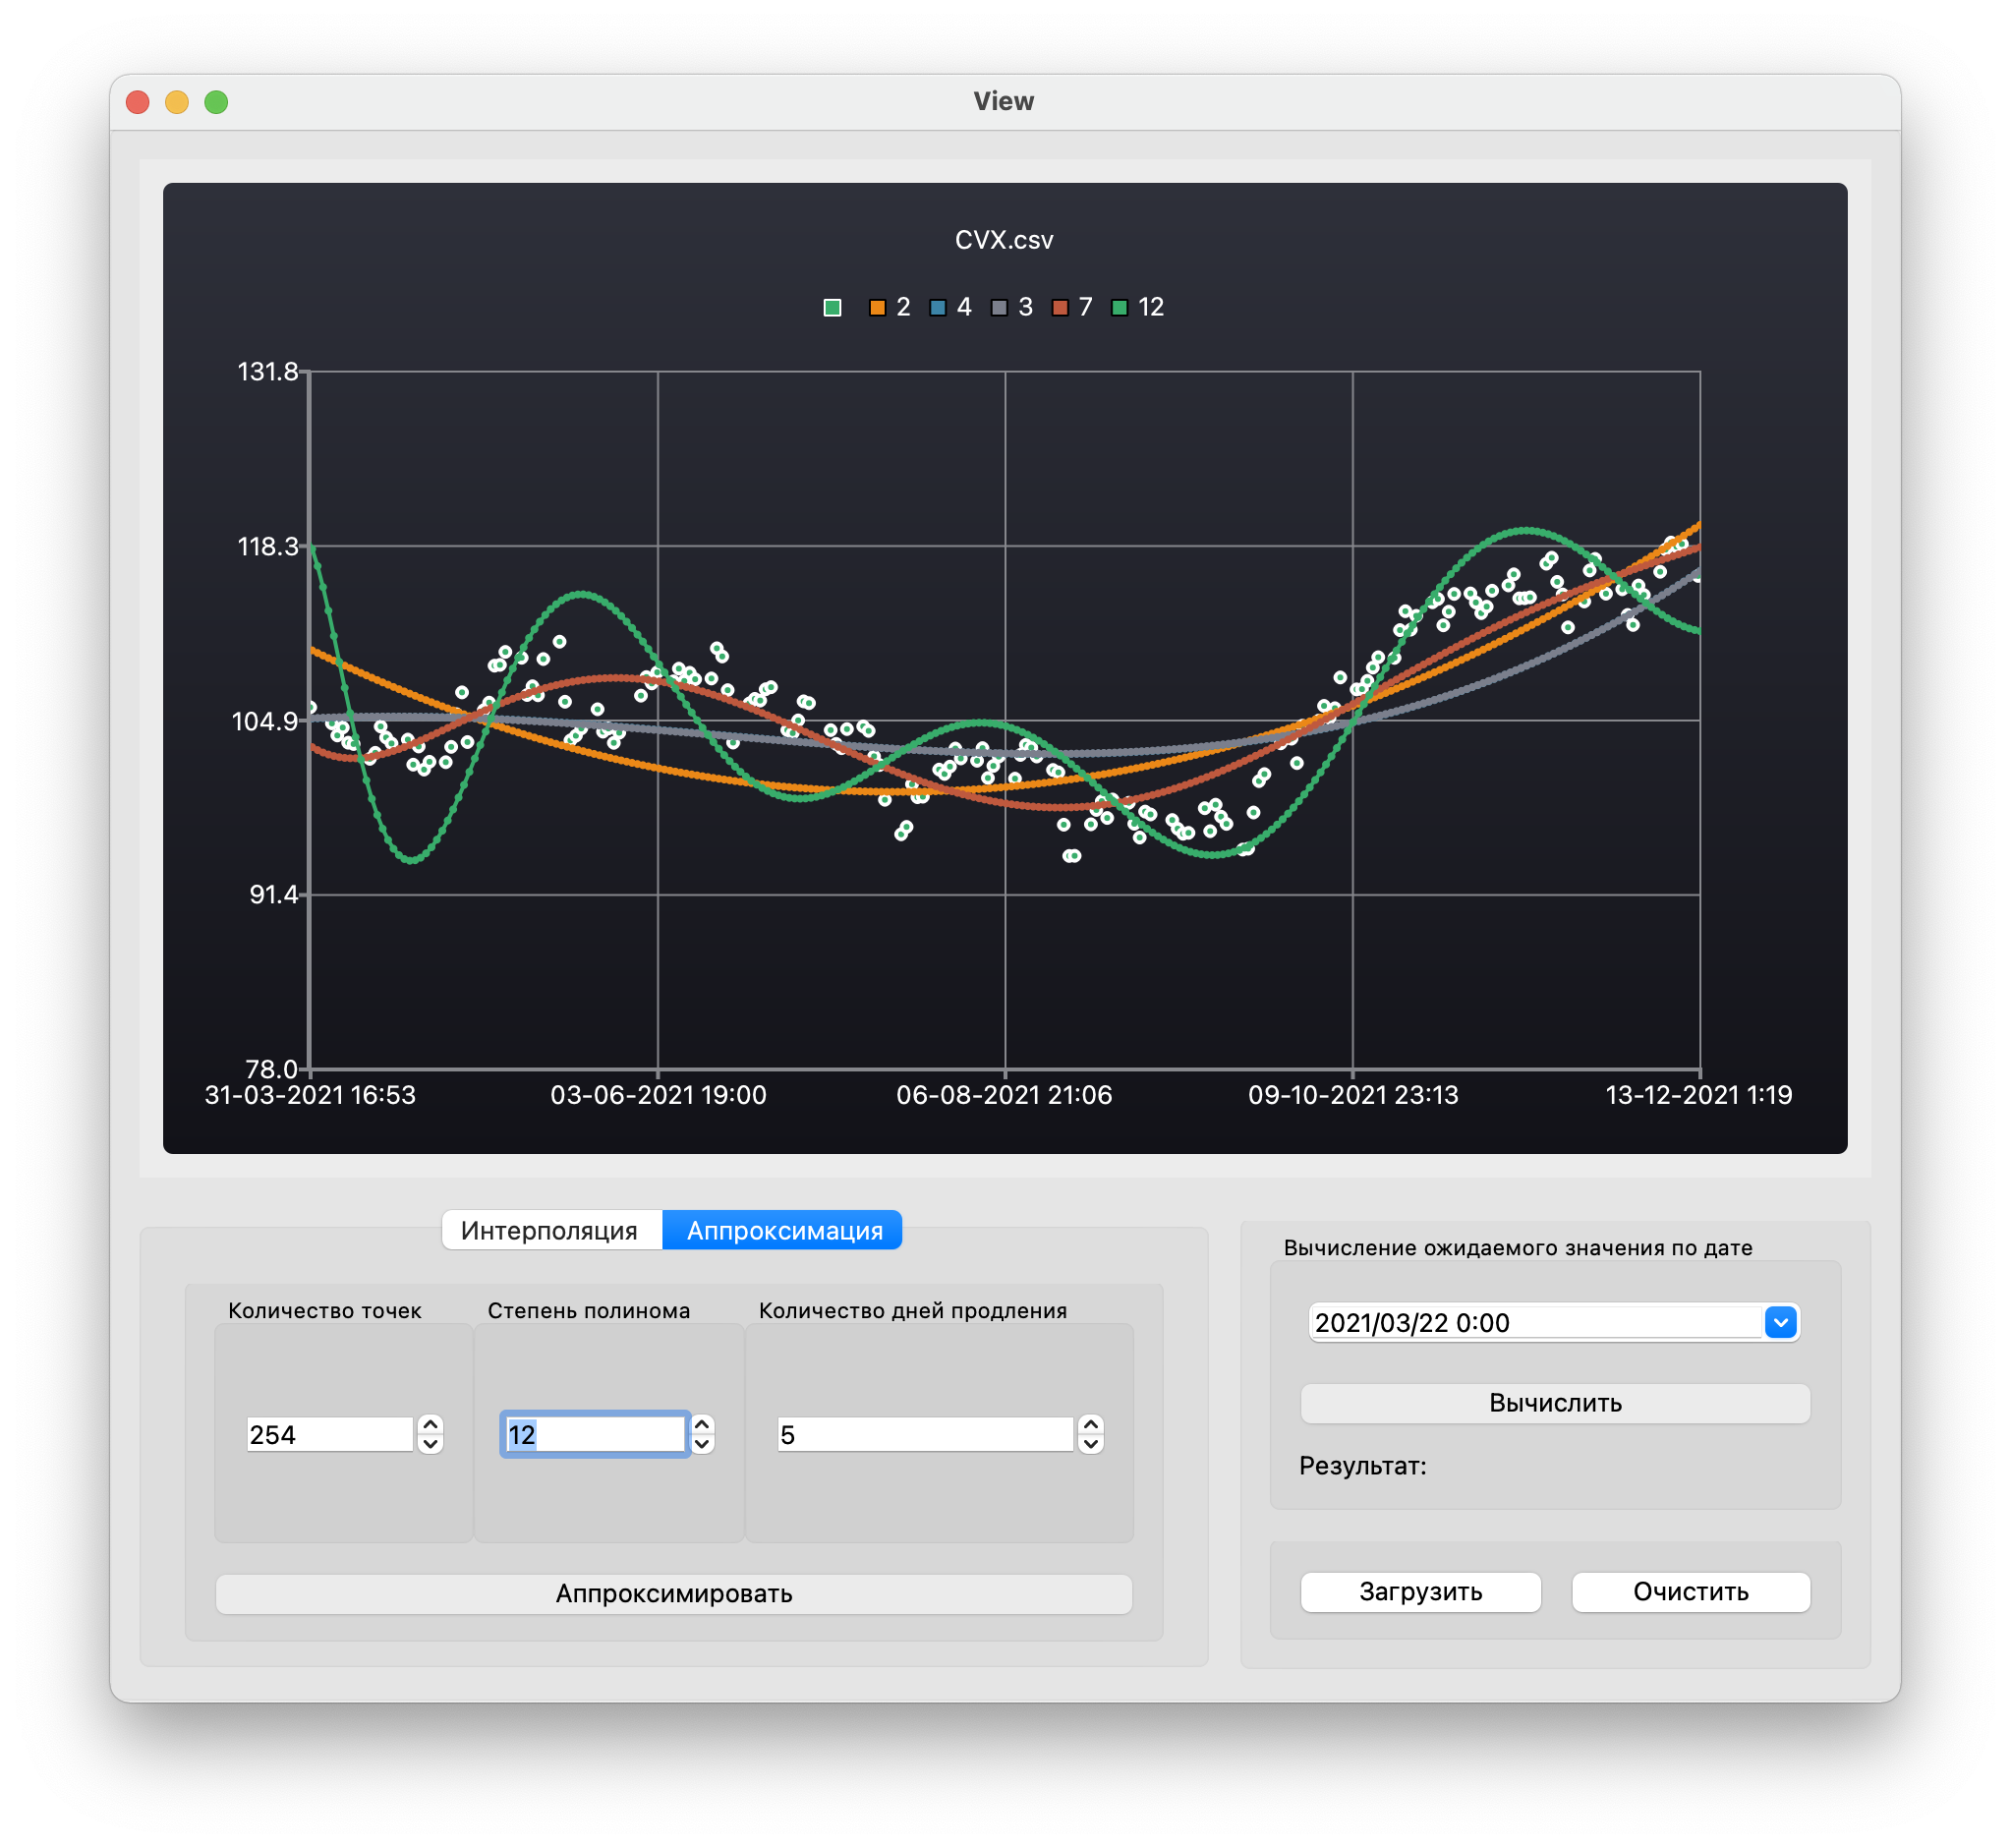 View
CVX.csv
2 4 3 7 12
131.8
118.3
104.9
91.4
78.0
31-03-2021 16:53 03-06-2021 19:00 06-08-2021 21:06 09-10-2021 23:13 13-12-2021 1:19
Интерполяция Аппроксимация
Количество точек Степень полинома Количество дней продления
254 12 5
Аппроксимировать
Вычисление ожидаемого значения по дате
2021/03/22 0:00
Вычислить
Результат:
Загрузить Очистить